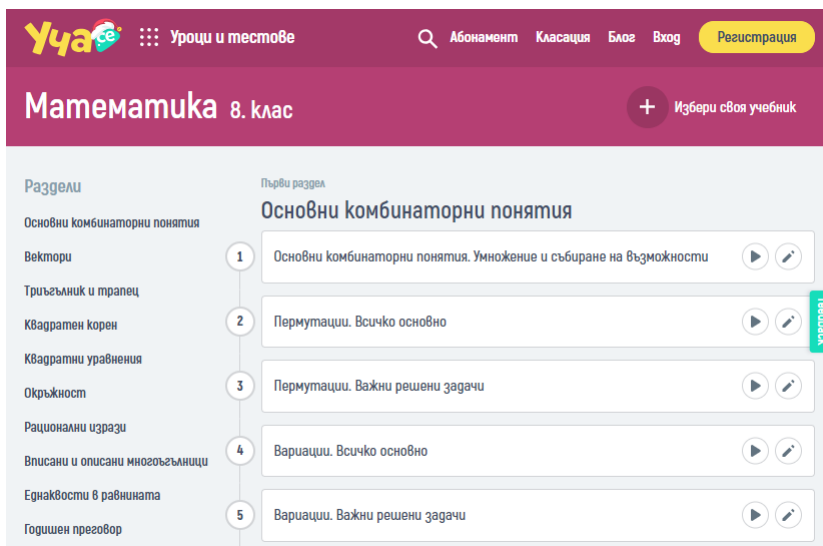 Уча се
Уроци и тестове
Абонамент
Класация
Блог
Вход
Регистрация
Математика 8. клас
Избери своя учебник
Раздели
Основни комбинаторни понятия
Вектори
Триъгълник и трапец
Квадратен корен
Квадратни уравнения
Окръжност
Рационални изрази
Вписани и описани многоъгълници
Еднаквости в равнината
Годишен преговор
Първи раздел
Основни комбинаторни понятия
1 Основни комбинаторни понятия. Умножение и събиране на възможности
2 Пермутации. Всичко основно
3 Пермутации. Важни решени задачи
4 Вариации. Всичко основно
5 Вариации. Важни решени задачи
Feedback